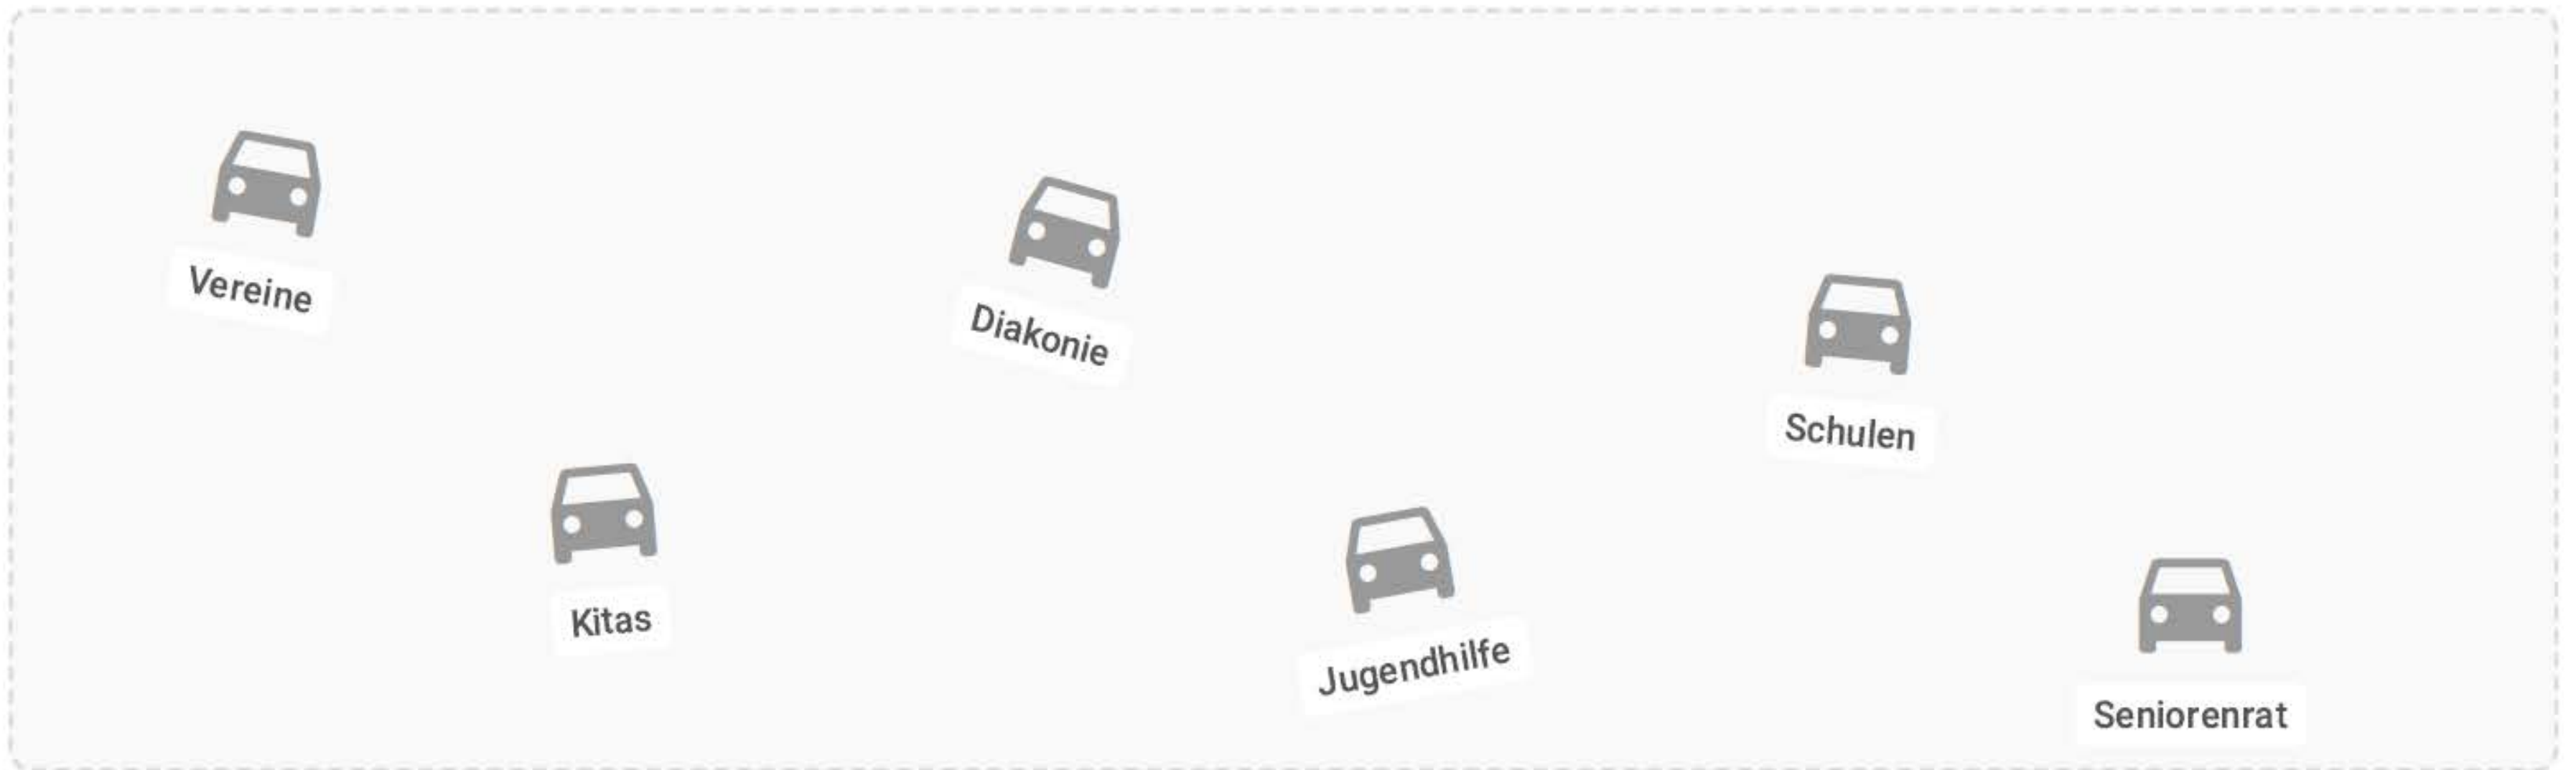 Vereine
Diakonie
Schulen
Kitas
Jugendhilfe
Seniorenrat